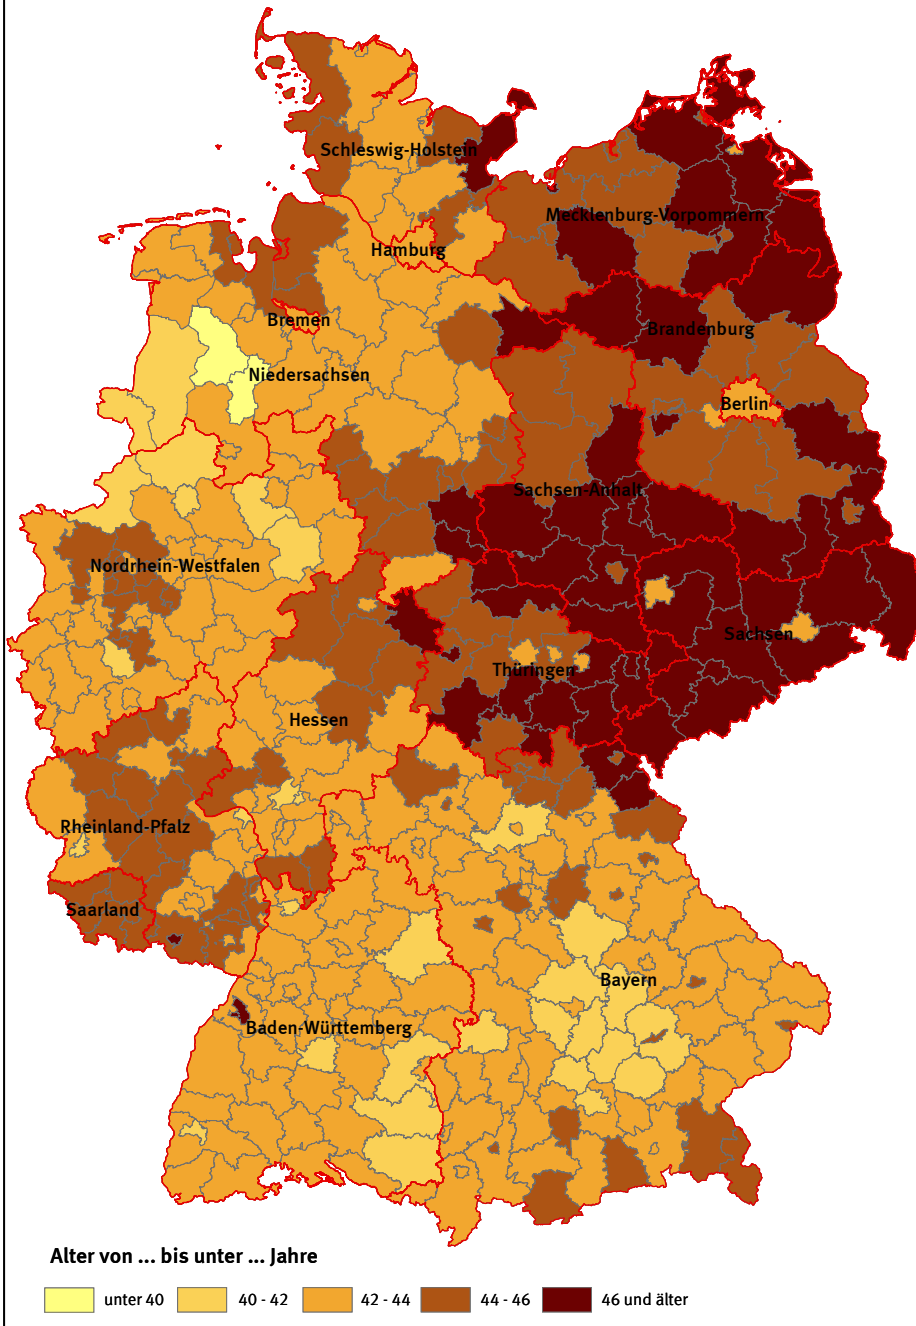 Schleswig-Holstein
Mecklenburg-Vorpommern
Hamburg
Bremen
Brandenburg
Niedersachsen
Berlin
Sachsen-Anhalt
Nordrhein-Westfalen
Sachsen
Thüringen
Hessen
Rheinland-Pfalz
Saarland
Bayern
Baden-Württemberg
Alter von ... bis unter ... Jahre
unter 40 40 - 42 42 - 44 44 - 46 46 und älter